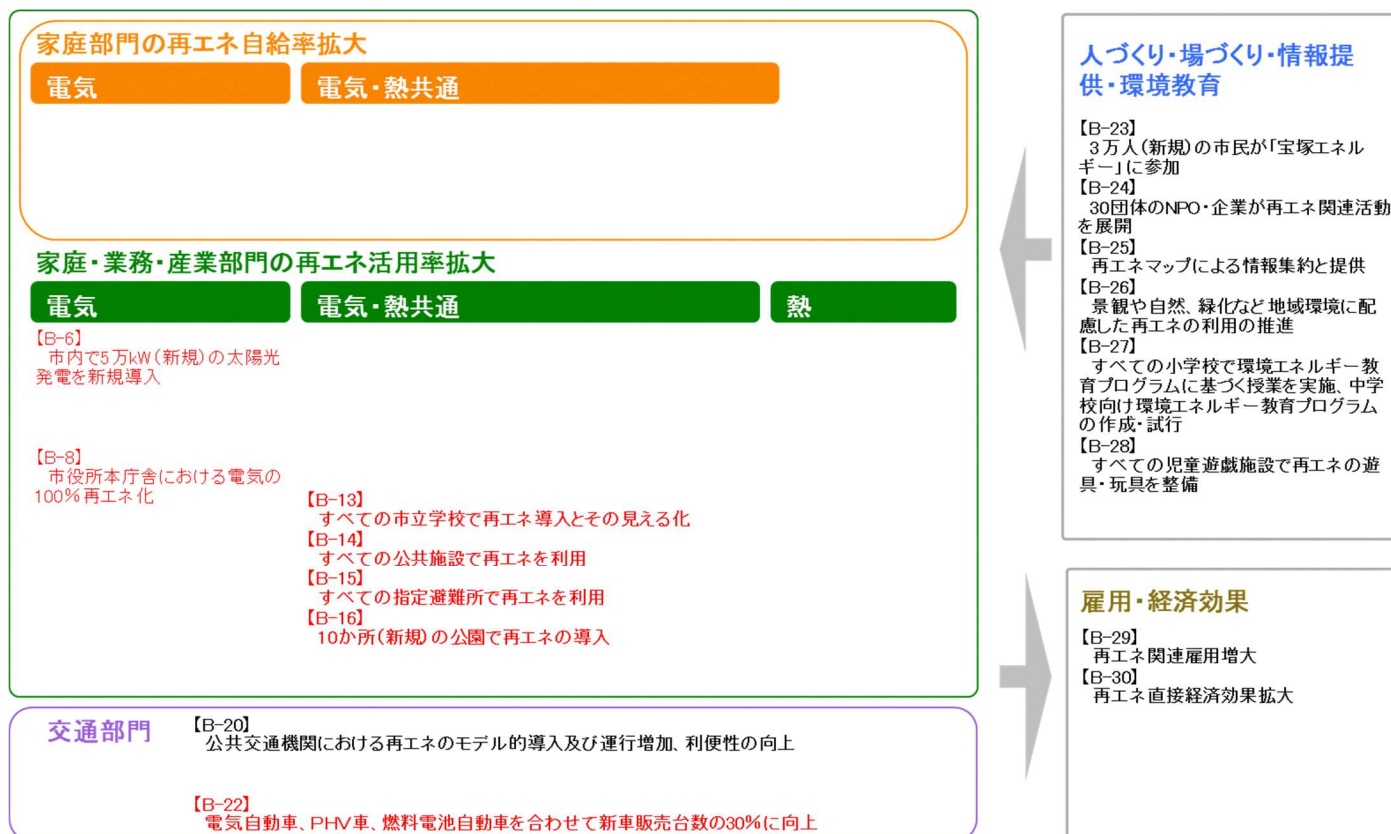 家庭部門の再エネ自給率拡大
電気
電気・熱共通
家庭・業務・産業部門の再エネ活用率拡大
電気
電気・熱共通
熱
【B-6】
市内で5万kW(新規)の太陽光
発電を新規導入
【B-8】
市役所本庁舎における電気の
100%再エネ化
【B-13】
すべての市立学校で再エネ導入とその見える化
【B-14】
すべての公共施設で再エネを利用
【B-15】
すべての指定避難所で再エネを利用
【B-16】
10か所(新規)の公園で再エネの導入
交通部門
【B-20】
公共交通機関における再エネのモデル的導入及び運行増加、利便性の向上
【B-22】
電気自動車、PHV車、燃料電池自動車を合わせて新車販売台数の30%に向上
人づくり・場づくり・情報提
供・環境教育
【B-23】
3万人(新規)の市民が「宝塚エネル
ギー」に参加
【B-24】
30団体のNPO・企業が再エネ関連活動
を展開
【B-25】
再エネマップによる情報集約と提供
【B-26】
景観や自然、緑化など地域環境に配
慮した再エネの利用の推進
【B-27】
すべての小学校で環境エネルギー教
育プログラムに基づく授業を実施、中学
校向け環境エネルギー教育プログラム
の作成・試行
【B-28】
すべての児童遊戯施設で再エネの遊
具・玩具を整備
雇用・経済効果
【B-29】
再エネ関連雇用増大
【B-30】
再エネ直接経済効果拡大